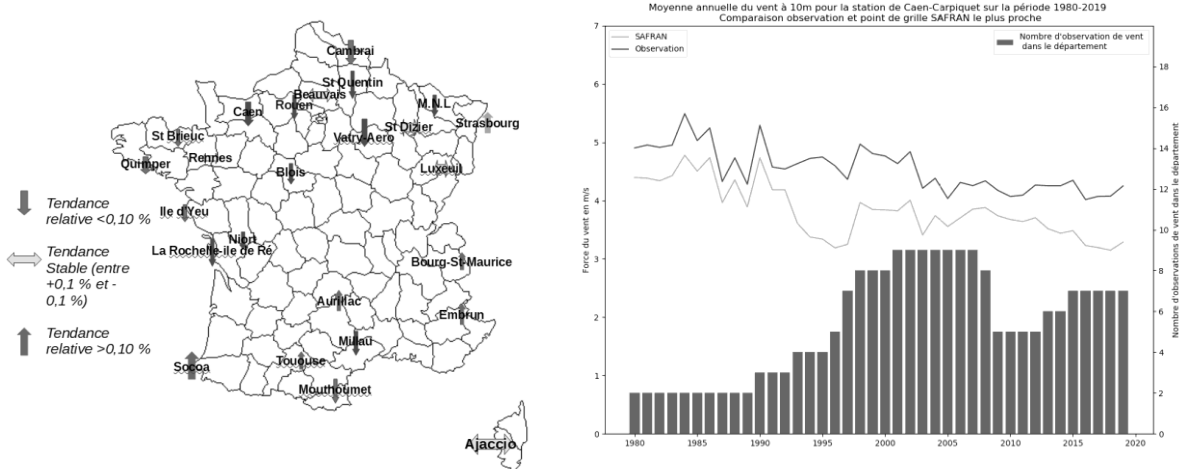 Cambrai
St Quentin
Beauvais
Rouen
M.N.L
Caen
Strasbourg
St Dizier
St Brieuc
Vatry-Aero
Quimper
Rennes
Blois
Luxeuil
Tendance
relative <0,10 %
Ile d'Yeu
Niort
La Rochelle-ile de Ré
Tendance
Stable (entre
+0,1 % et -
0,1 %)
Bourg-St-Maurice
Aurillac
Embrun
Tendance
relative >0,10 %
Millau
Socoa
Tououse
Mouthoumet
Ajaccio
Moyenne annuelle du vent à 10m pour la station de Caen-Carpiquet sur la période 1980-2019
Comparaison observation et point de grille SAFRAN le plus proche
SAFRAN
Observation
Nombre d'observation de vent
dans le département
Force du vent en m/s
7
6
5
4
3
2
1
0
1980
1985
1990
1995
2000
2005
2010
2015
2020
18
16
14
12
10
8
6
4
2
0
Nombre d'observations de vent dans le département